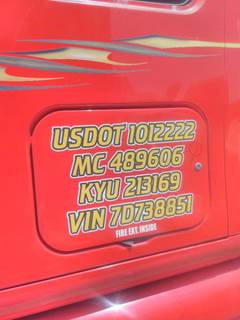 USDOT 1012222
MC 489606
KYU 213169
VIN 7D738851
FIRE EXT. INSIDE